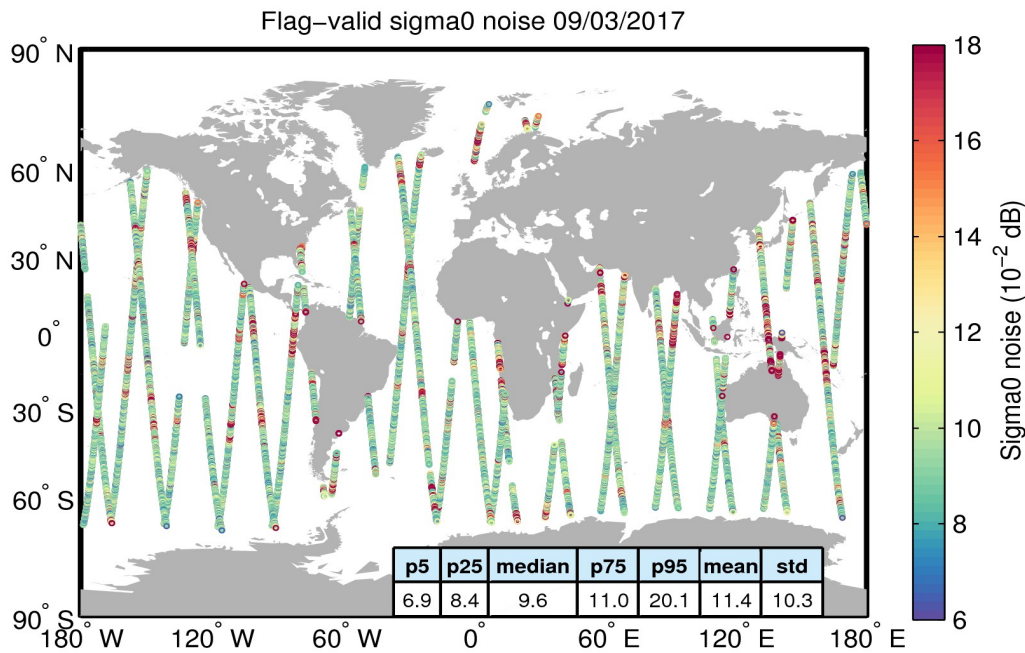 Flag−valid sigma0 noise 09/03/2017
90° N
60° N
30° N
0°
30° S
60° S
90° S
180° W
120° W
60° W
0°
60° E
120° E
180° E
p5 p25 median p75 p95 mean std
6.9 8.4 9.6 11.0 20.1 11.4 10.3
18
16
14
12
10
8
6
Sigma0 noise (10⁻² dB)